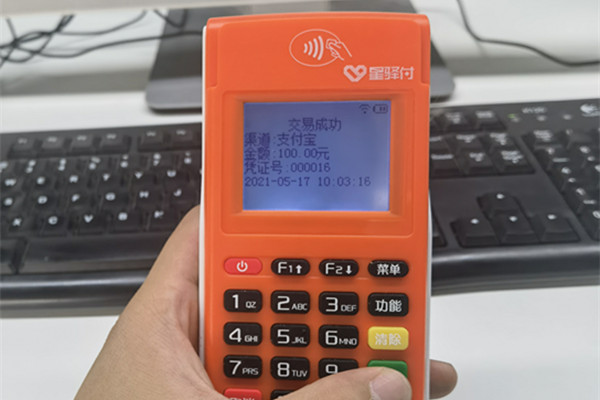 星驿付
交易成功
渠道:支付宝
金额:100.00元
凭证号:000016
2021-05-17 10:03:16
F1↑ F2↓ 菜单
1 QZ 2 ABC 3 DEF 功能
4 GHI 5 JKL 6 MNO 清除
7 PRS 8 TUV 9